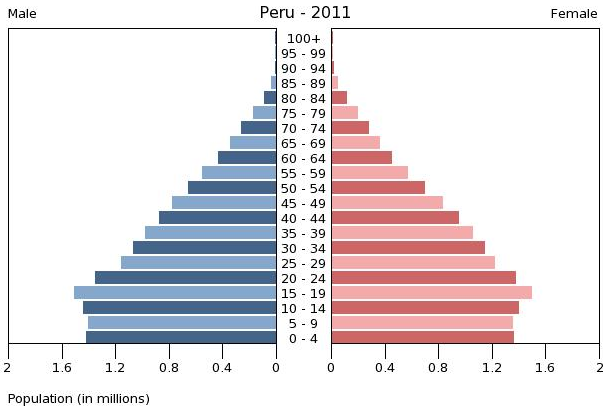 Male Peru - 2011 Female
100+
95 - 99
90 - 94
85 - 89
80 - 84
75 - 79
70 - 74
65 - 69
60 - 64
55 - 59
50 - 54
45 - 49
40 - 44
35 - 39
30 - 34
25 - 29
20 - 24
15 - 19
10 - 14
5 - 9
0 - 4
2 1.6 1.2 0.8 0.4 0 0 0.4 0.8 1.2 1.6 2
Population (in millions)